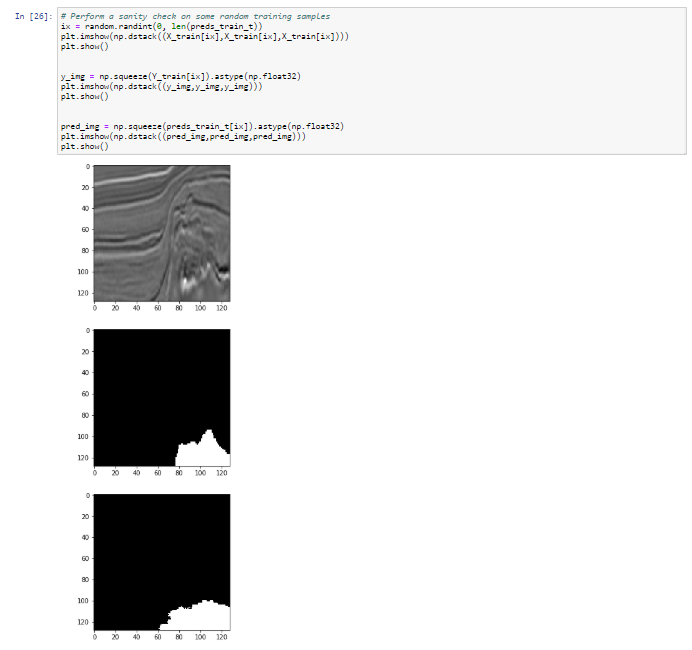 In [26]: # Perform a sanity check on some random training samples
ix = random.randint(0, len(preds_train_t))
plt.imshow(np.dstack((X_train[ix],X_train[ix],X_train[ix])))
plt.show()
y_img = np.squeeze(Y_train[ix]).astype(np.float32)
plt.imshow(np.dstack((y_img,y_img,y_img)))
plt.show()
pred_img = np.squeeze(preds_train_t[ix]).astype(np.float32)
plt.imshow(np.dstack((pred_img,pred_img,pred_img)))
plt.show()
0
20
40
60
80
100
120
0 20 40 60 80 100 120
0
20
40
60
80
100
120
0 20 40 60 80 100 120
0
20
40
60
80
100
120
0 20 40 60 80 100 120